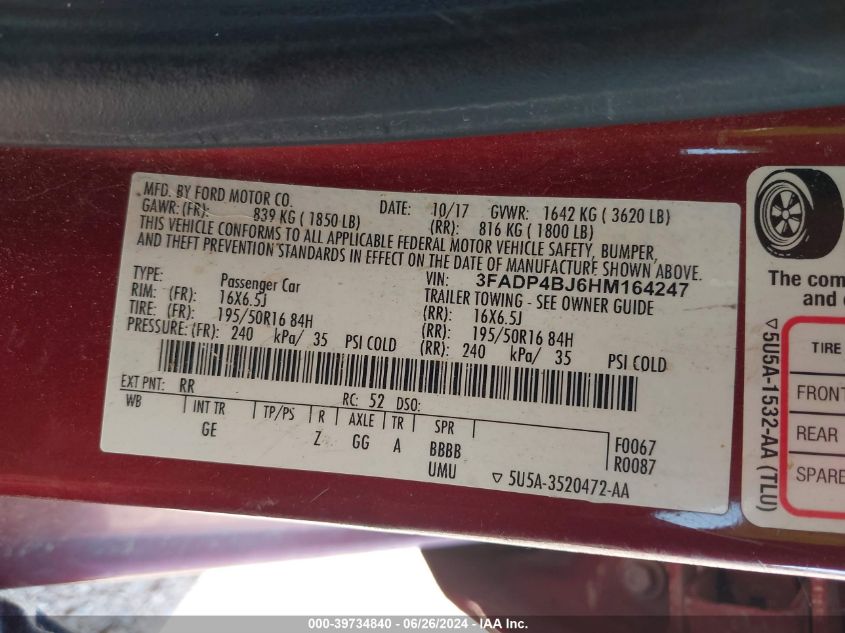 MFD. BY FORD MOTOR CO. DATE: 10/17 GVWR: 1642 KG ( 3620 LB)
GAWR: (FR): 839 KG ( 1850 LB) (RR): 816 KG ( 1800 LB)
THIS VEHICLE CONFORMS TO ALL APPLICABLE FEDERAL MOTOR VEHICLE SAFETY, BUMPER,
AND THEFT PREVENTION STANDARDS IN EFFECT ON THE DATE OF MANUFACTURE SHOWN ABOVE.
VIN: 3FADP4BJ6HM164247
TYPE: Passenger Car TRAILER TOWING - SEE OWNER GUIDE
RIM: (FR): 16X6.5J (RR): 16X6.5J
TIRE: (FR): 195/50R16 84H (RR): 195/50R16 84H
PRESSURE: (FR): 240 kPa/ 35 PSI COLD (RR): 240 kPa/ 35 PSI COLD
EXT PNT: RR RC: 52 DSO:
WB INT TR TP/PS R AXLE TR SPR F0067
GE Z GG A BBBB R0087
UMU ▽ 5U5A-3520472-AA
The com
and
▽5U5A-1532-AA (TLU)
TIRE
FRONT
REAR
SPARE
000-39734840 - 06/26/2024 - IAA Inc.